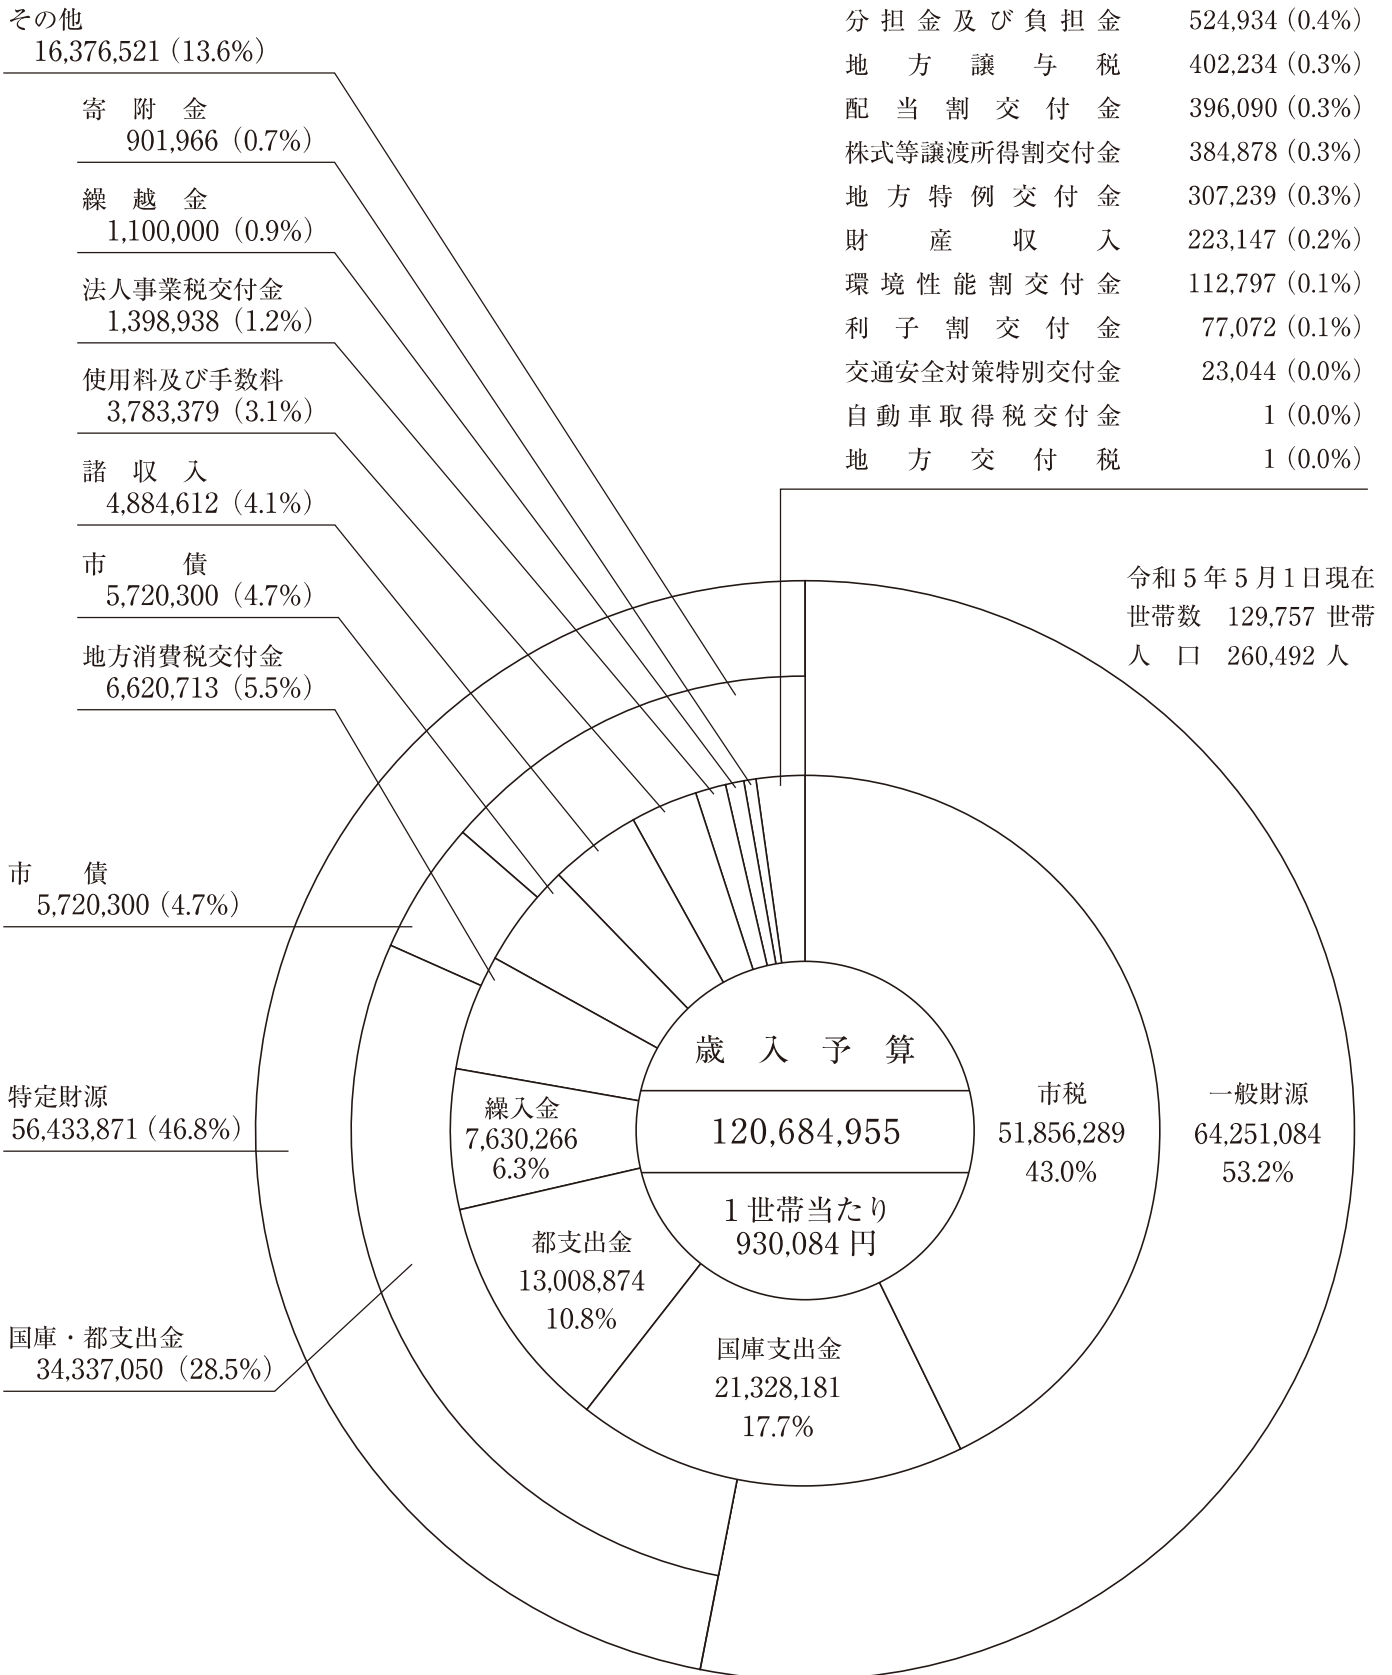 その他
16,376,521（13.6%）
寄附金
901,966（0.7%）
繰越金
1,100,000（0.9%）
法人事業税交付金
1,398,938（1.2%）
使用料及び手数料
3,783,379（3.1%）
諸収入
4,884,612（4.1%）
市債
5,720,300（4.7%）
地方消費税交付金
6,620,713（5.5%）
市債
5,720,300（4.7%）
特定財源
56,433,871（46.8%）
国庫・都支出金
34,337,050（28.5%）
分担金及び負担金 524,934（0.4%）
地方譲与税 402,234（0.3%）
配当割交付金 396,090（0.3%）
株式等譲渡所得割交付金 384,878（0.3%）
地方特例交付金 307,239（0.3%）
財産収入 223,147（0.2%）
環境性能割交付金 112,797（0.1%）
利子割交付金 77,072（0.1%）
交通安全対策特別交付金 23,044（0.0%）
自動車取得税交付金 1（0.0%）
地方交付税 1（0.0%）
令和5年5月1日現在
世帯数 129,757 世帯
人口 260,492 人
歳入予算
120,684,955
1世帯当たり
930,084 円
市税
51,856,289
43.0%
一般財源
64,251,084
53.2%
繰入金
7,630,266
6.3%
都支出金
13,008,874
10.8%
国庫支出金
21,328,181
17.7%